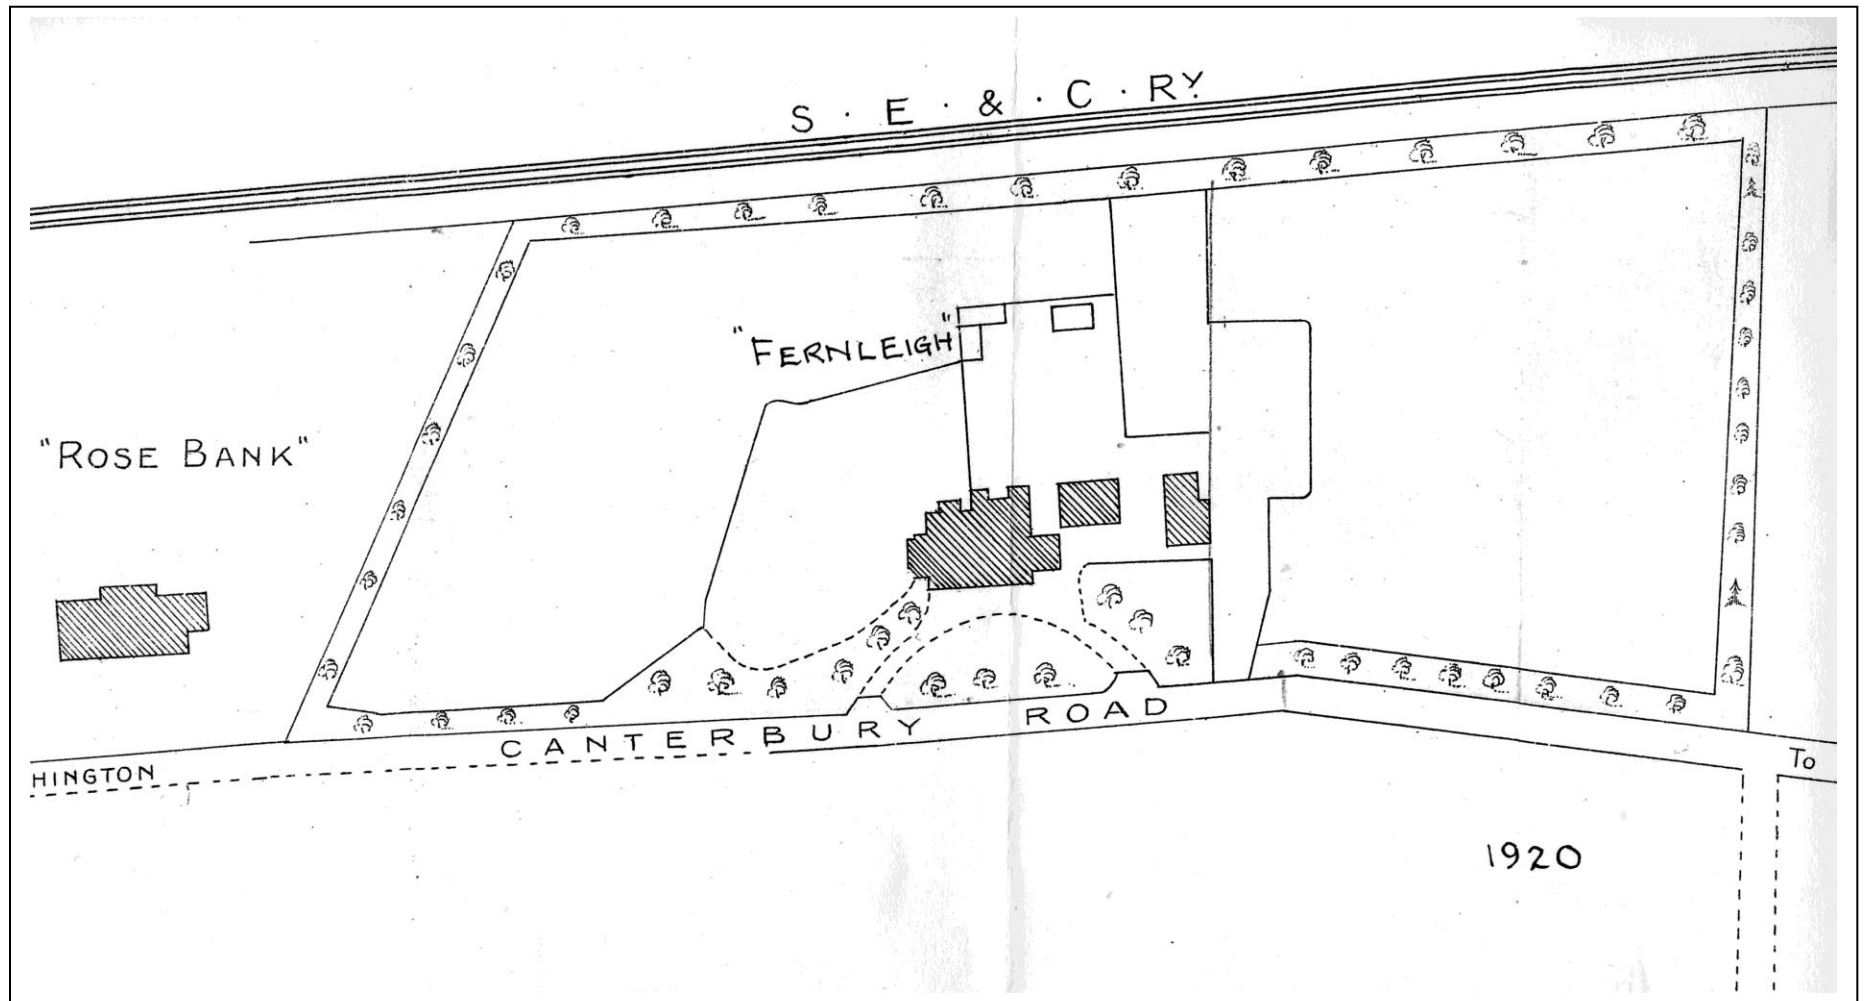 S. E. & C. RY.
"FERNLEIGH"
"ROSE BANK"
CANTERBURY ROAD
HINGTON
To
1920